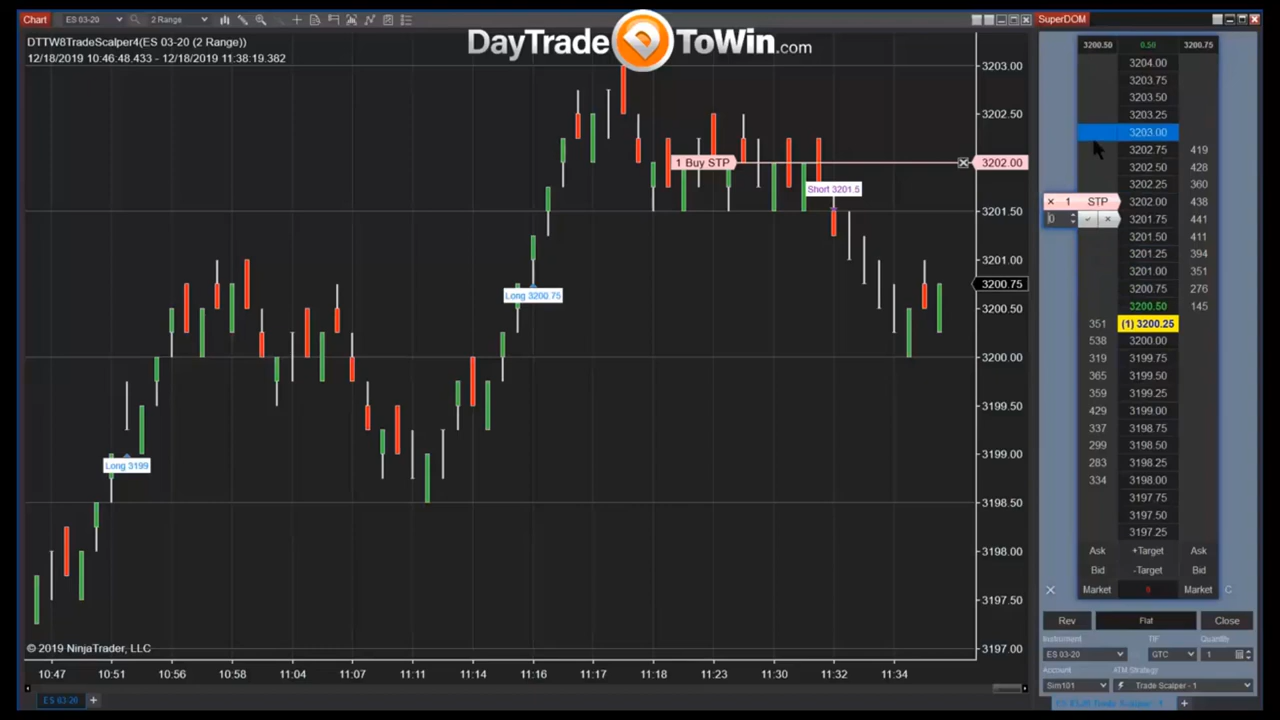 Chart ES 03-20 2 Range
SuperDOM
DTTW8TradeScalper4(ES 03-20 (2 Range))
12/18/2019 10:46:48.433 - 12/18/2019 11:38:19.382
DayTradeToWin.com
3203.00
3202.50
3202.00
3201.50
3201.00
3200.75
3200.50
3200.00
3199.50
3199.00
3198.50
3198.00
3197.50
3197.00
1 Buy STP
Short 3201.5
Long 3200.75
Long 3199
© 2019 NinjaTrader, LLC
10:47 10:51 10:56 10:58 11:04 11:07 11:14 11:16 11:17 11:18 11:23 11:27 11:32 11:34
ES 03-20 +
3200.50 0.50 3200.75
3204.00
3203.75
3203.50
3203.25
3203.00
3202.75 419
3202.50 428
3202.25 360
× 1 STP 3202.00 438
0 3201.75 441
3201.50 411
3201.25 394
3201.00 351
3200.75 276
3200.50 145
351 (1) 3200.25
538 3200.00
319 3199.75
365 3199.50
359 3199.25
429 3199.00
337 3198.75
299 3198.50
283 3198.25
334 3198.00
3197.75
3197.50
3197.25
Ask +Target Ask
Bid -Target Bid
X Market Market C
Rev Flat Close
Instrument TIF Quantity
ES 03-20 GTC 1
Account ATM Strategy
Sim101 Trade Scalper - 1